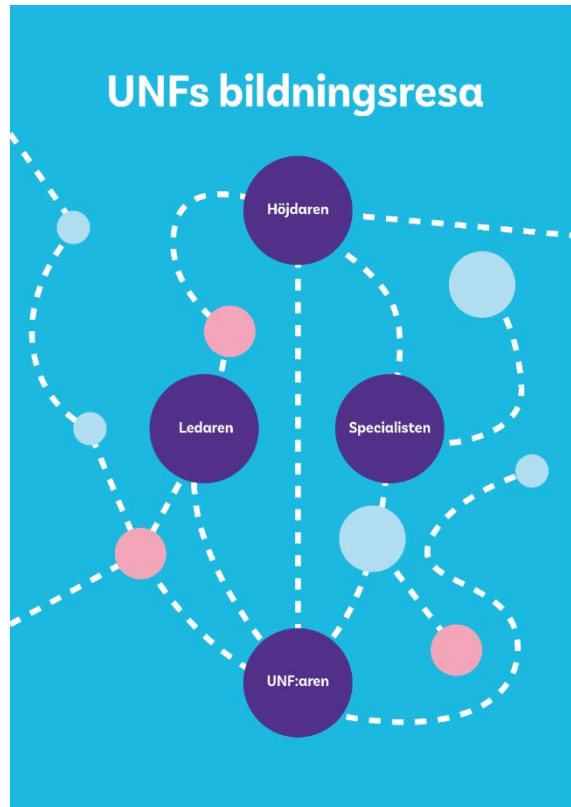 UNFs bildningsresa
Höjdaren
Ledaren
Specialisten
UNF:aren